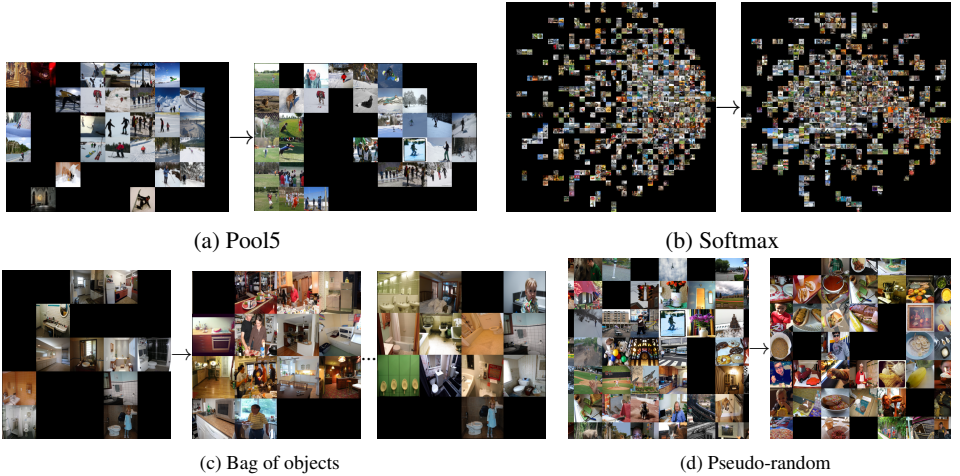 (a) Pool5
(b) Softmax
...
(c) Bag of objects
(d) Pseudo-random